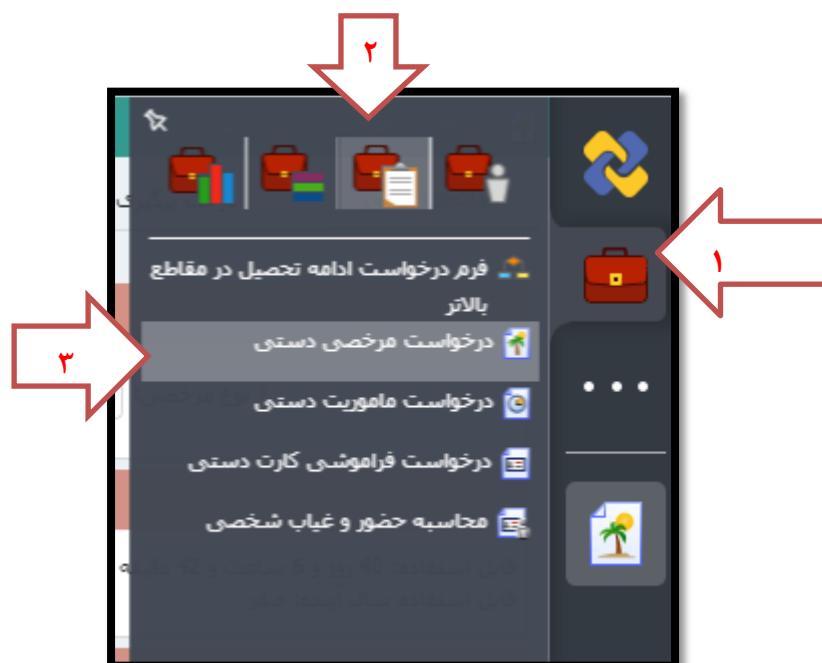 ۲
۱
فرم درخواست ادامه تحصیل در مقاطع
بالاتر
درخواست مرخصی دستی
۳
درخواست ماموریت دستی
درخواست فراموشی کارت دستی
محاسبه حضور و غیاب شخصی